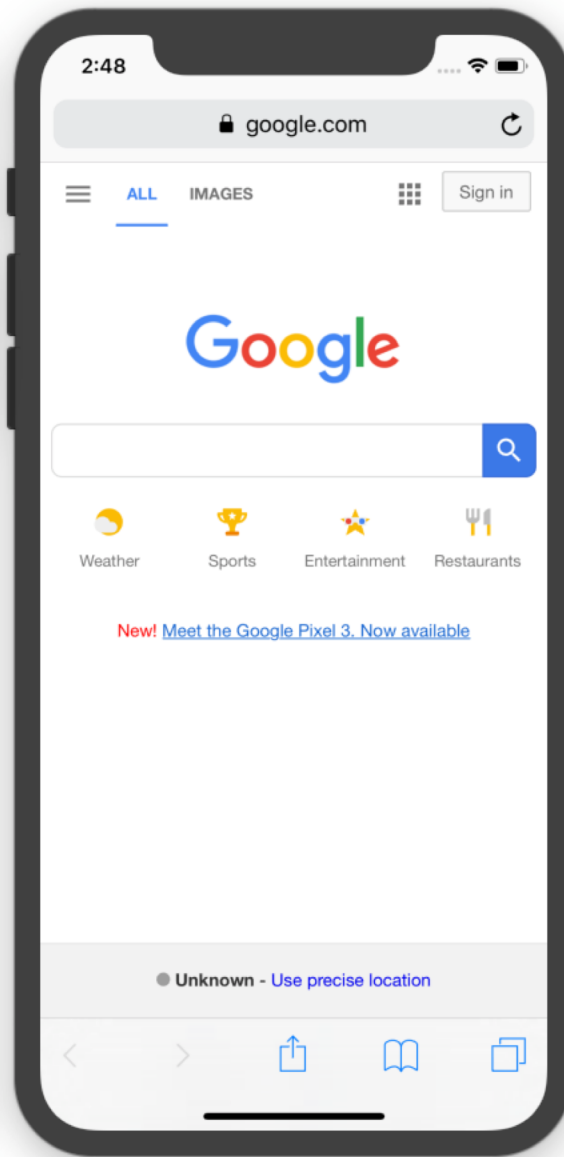 2:48
google.com
ALL IMAGES Sign in
Google
Weather Sports Entertainment Restaurants
New! Meet the Google Pixel 3. Now available
Unknown - Use precise location